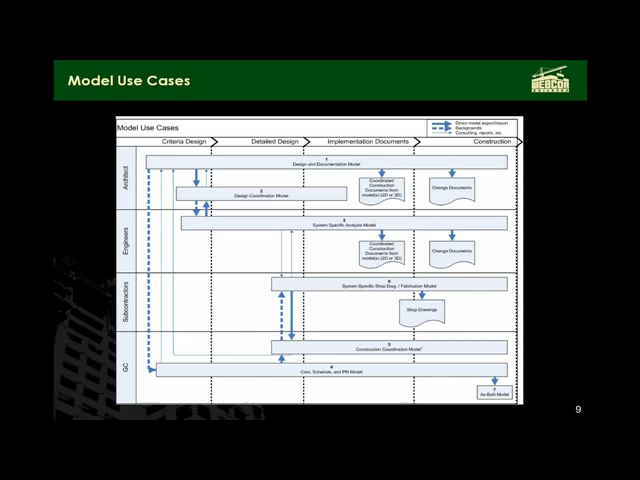 Model Use Cases
WEBCOR
BUILDERS
Model Use Cases
Direct model export/import
Backgrounds
Consulting, reports, etc.
Criteria Design
Detailed Design
Implementation Documents
Construction
Architect
1
Design and Documentation Model
2
Design Coordination Model
Coordinated
Construction
Documents from
model(s) (2D or 3D)
Change Documents
Engineers
3
System Specific Analysis Model
Coordinated
Construction
Documents from
model(s) (2D or 3D)
Change Documents
Subcontractors
6
System Specific Shop Dwg. / Fabrication Model
Shop Drawings
GC
5
Construction Coordination Model
4
Cost, Schedule, and PM Model
7
As-Built Model
9